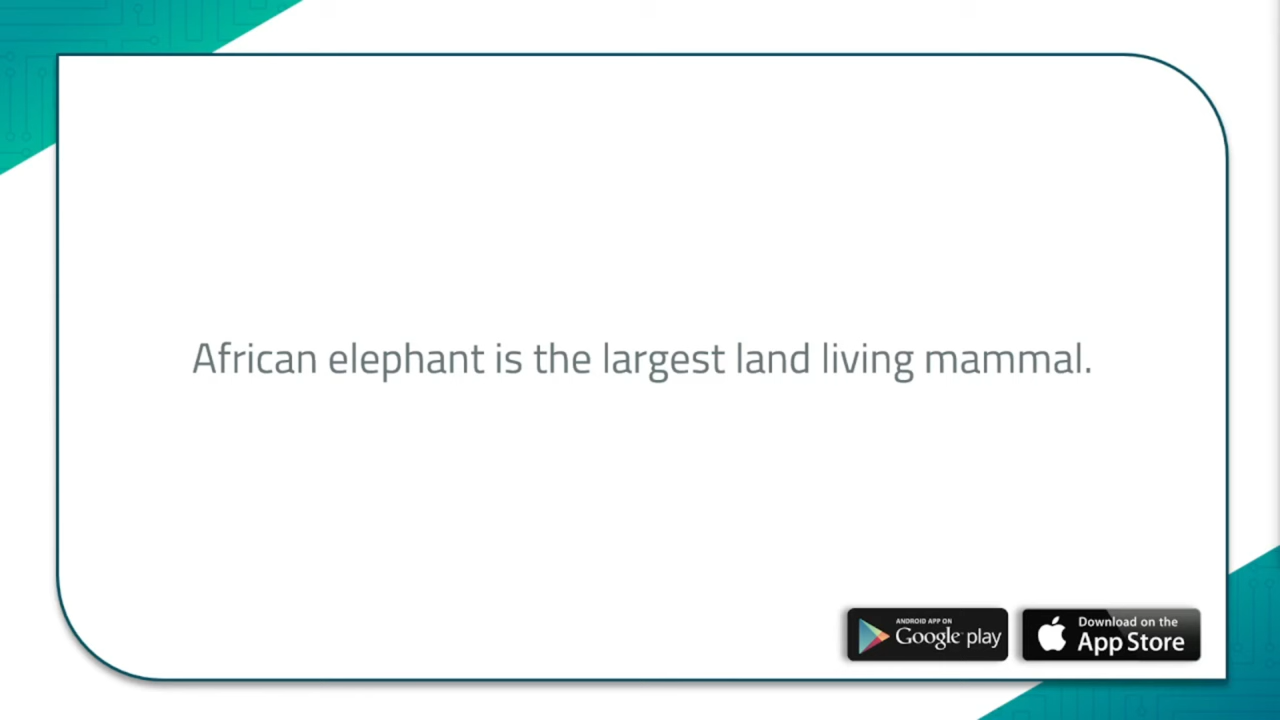 African elephant is the largest land living mammal.
ANDROID APP ON
Google play
Download on the
App Store